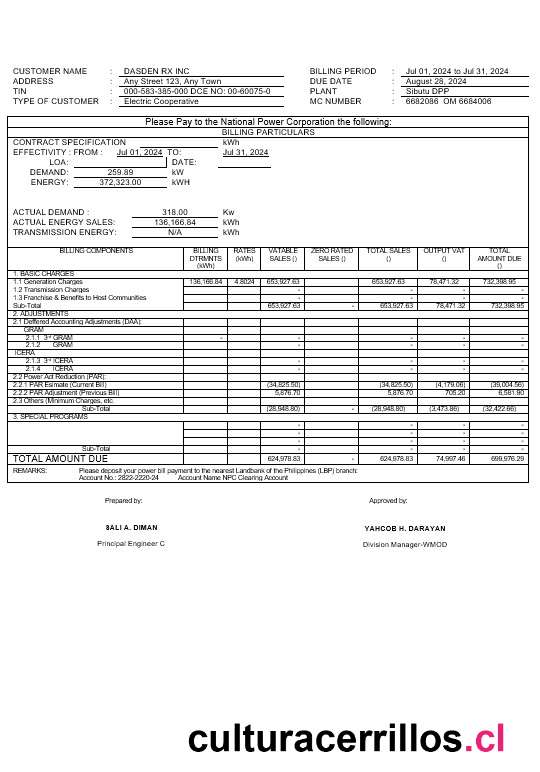 CUSTOMER NAME : DASDEN RX INC BILLING PERIOD : Jul 01, 2024 to Jul 31, 2024
ADDRESS : Any Street 123, Any Town DUE DATE : August 28, 2024
TIN : 000-583-385-000 DCE NO: 00-60075-0 PLANT : Sibutu DPP
TYPE OF CUSTOMER : Electric Cooperative MC NUMBER : 6682086 OM 6684006
Please Pay to the National Power Corporation the following:
BILLING PARTICULARS
CONTRACT SPECIFICATION kWh
EFFECTIVITY : FROM : Jul 01, 2024 TO: Jul 31, 2024
LOA: DATE:
DEMAND: 259.89 kW
ENERGY: 372,323.00 kWH
ACTUAL DEMAND : 318.00 Kw
ACTUAL ENERGY SALES: 136,166.84 kWh
TRANSMISSION ENERGY: N/A kWh
BILLING COMPONENTS BILLING RATES VATABLE ZERO RATED TOTAL SALES OUTPUT VAT TOTAL
DTRMNTS (kWh) SALES () SALES () () () AMOUNT DUE
(kWh) ()
1. BASIC CHARGES
1.1 Generation Charges 136,166.84 4.8024 653,927.63 653,927.63 78,471.32 732,398.95
1.2 Transmission Charges - - - -
1.3 Franchise & Benefits to Host Communities - - - -
Sub-Total 653,927.63 653,927.63 78,471.32 732,398.95
2. ADJUSTMENTS
2.1 Deffered Accounting Adjustments (DAA):
GRAM
2.1.1 3rd GRAM - - - - -
2.1.2 GRAM - - - -
ICERA
2.1.3 3rd ICERA - - - -
2.1.4 ICERA - - - -
2.2 Power Act Reduction (PAR):
2.2.1 PAR Esimate (Current Bill) (34,825.50) (34,825.50) (4,179.06) (39,004.56)
2.2.2 PAR Adjustment (Previous Bill) 5,876.70 5,876.70 705.20 6,581.90
2.3 Others (Minimum Charges, etc.
Sub-Total (28,948.80) - (28,948.80) (3,473.86) (32,422.66)
3. SPECIAL PROGRAMS
- - - -
- - - -
- - - -
Sub-Total - - - -
TOTAL AMOUNT DUE 624,978.83 - 624,978.83 74,997.46 699,976.29
REMARKS: Please deposit your power bill payment to the nearest Landbank of the Philippines (LBP) branch:
Account No.: 2822-2220-24 Account Name NPC Clearing Account
Prepared by: Approved by:
SALI A. DIMAN YAHCOB H. DARAYAN
Principal Engineer C Division Manager-WMOD
culturacerrillos.cl